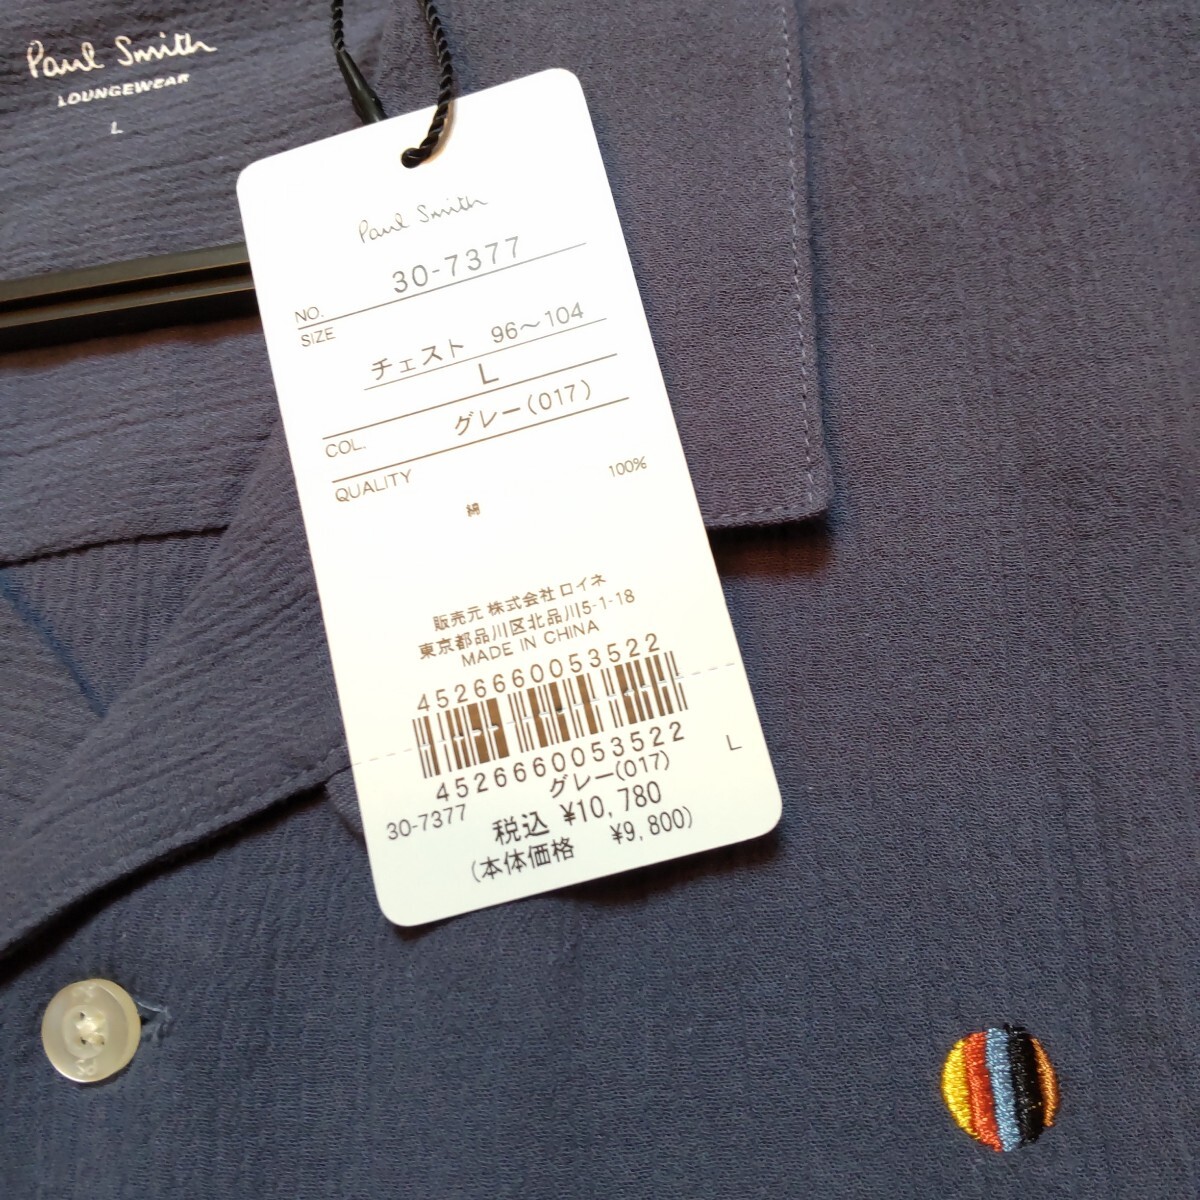 Paul Smith
LOUNGEWEAR
L
Paul Smith
NO. 30-7377
SIZE
チェスト 96〜104
L
COL. グレー(017)
QUALITY
綿 100%
販売元 株式会社ロイネ
東京都品川区北品川5-1-18
MADE IN CHINA
4526660053522
4526660053522
グレー(017) L
30-7377
税込 ¥10,780
(本体価格 ¥9,800)
PS
PS